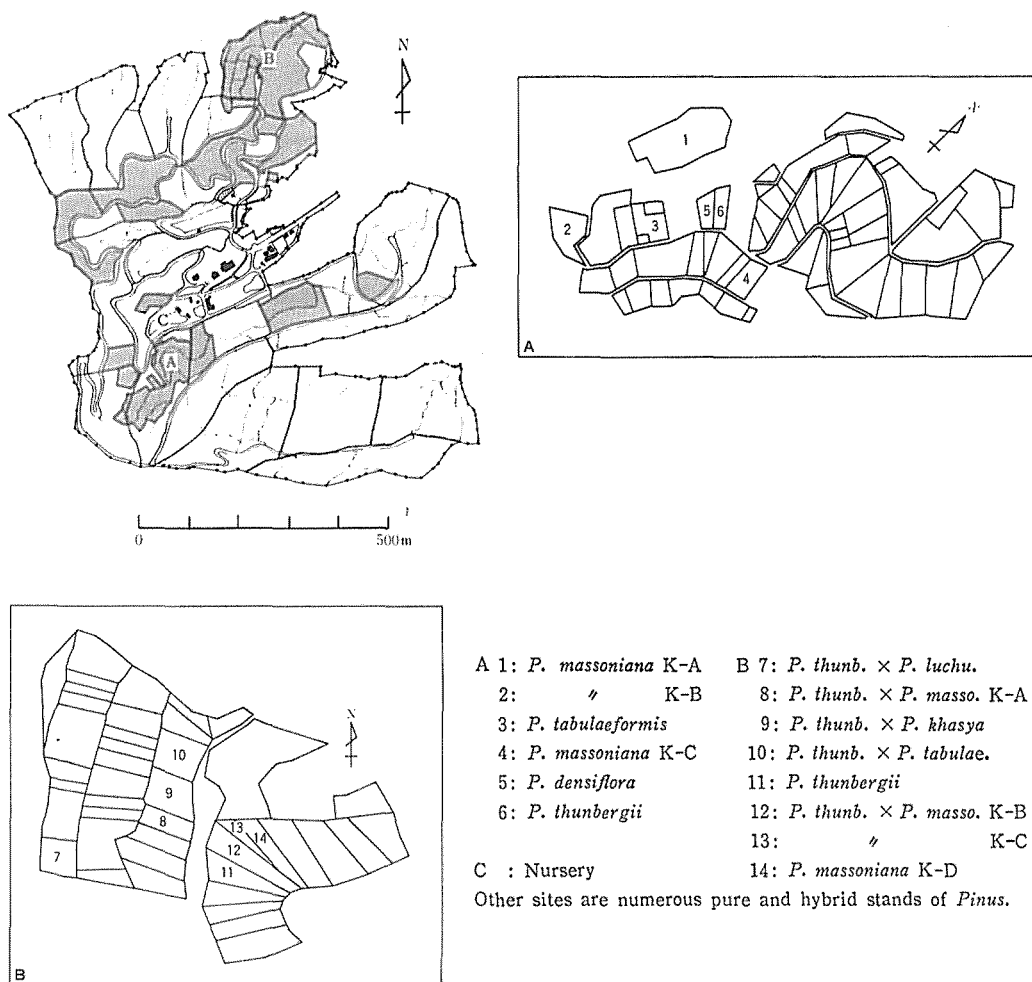 B
N
C
A
0 500m
1
2
3
5
6
4
A
N
10
9
8
7
13
14
12
11
B
A 1: P. massoniana K-A
2: 〃 K-B
3: P. tabulaeformis
4: P. massoniana K-C
5: P. densiflora
6: P. thunbergii
C : Nursery
B 7: P. thunb. × P. luchu.
8: P. thunb. × P. masso. K-A
9: P. thunb. × P. khasya
10: P. thunb. × P. tabulae.
11: P. thunbergii
12: P. thunb. × P. masso. K-B
13: 〃 K-C
14: P. massoniana K-D
Other sites are numerous pure and hybrid stands of Pinus.